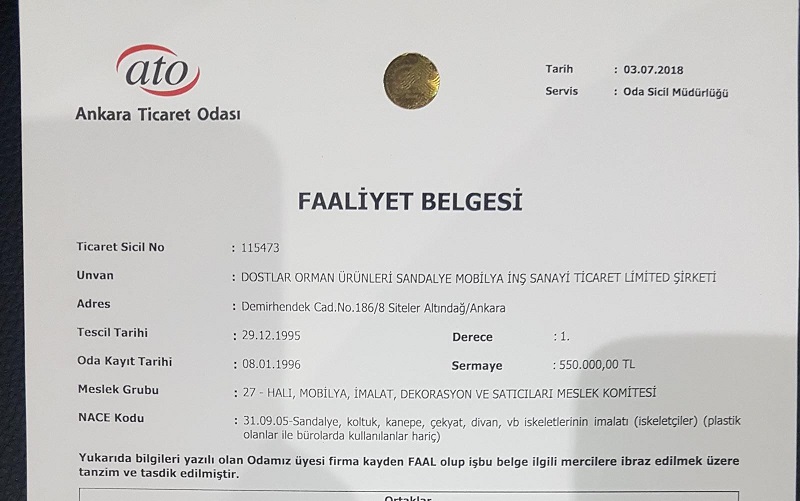 ato
Ankara Ticaret Odası
Tarih : 03.07.2018
Servis : Oda Sicil Müdürlüğü
FAALİYET BELGESİ
Ticaret Sicil No : 115473
Unvan : DOSTLAR ORMAN ÜRÜNLERİ SANDALYE MOBİLYA İNŞ SANAYİ TİCARET LİMİTED ŞİRKETİ
Adres : Demirhendek Cad.No.186/8 Siteler Altındağ/Ankara
Tescil Tarihi : 29.12.1995 Derece : 1.
Oda Kayıt Tarihi : 08.01.1996 Sermaye : 550.000,00 TL
Meslek Grubu : 27 - HALI, MOBİLYA, İMALAT, DEKORASYON VE SATICILARI MESLEK KOMİTESİ
NACE Kodu : 31.09.05-Sandalye, koltuk, kanepe, çekyat, divan, vb iskeletlerinin imalatı (iskeletçiler) (plastik
olanlar ile bürolarda kullanılanlar hariç)
Yukarıda bilgileri yazılı olan Odamız üyesi firma kayden FAAL olup işbu belge ilgili mercilere ibraz edilmek üzere
tanzim ve tasdik edilmiştir.
Ortaklar